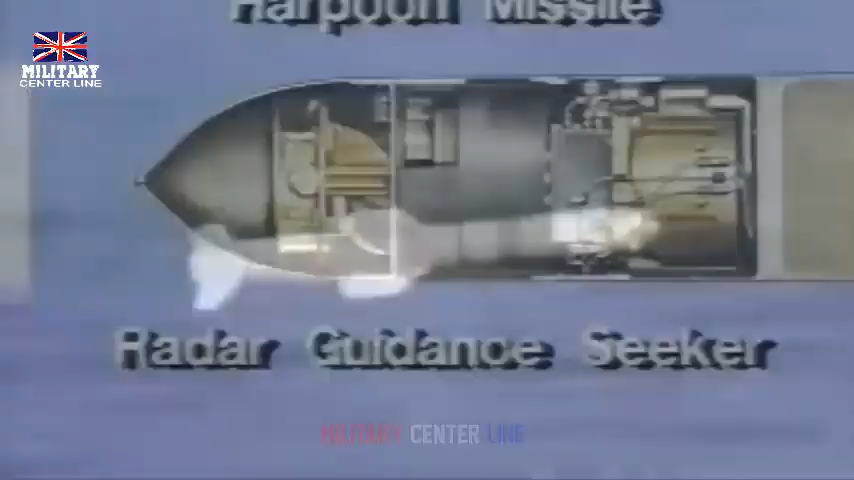 Harpoon Missile
MILITARY
CENTER LINE
Radar Guidance Seeker
MILITARY CENTER LINE